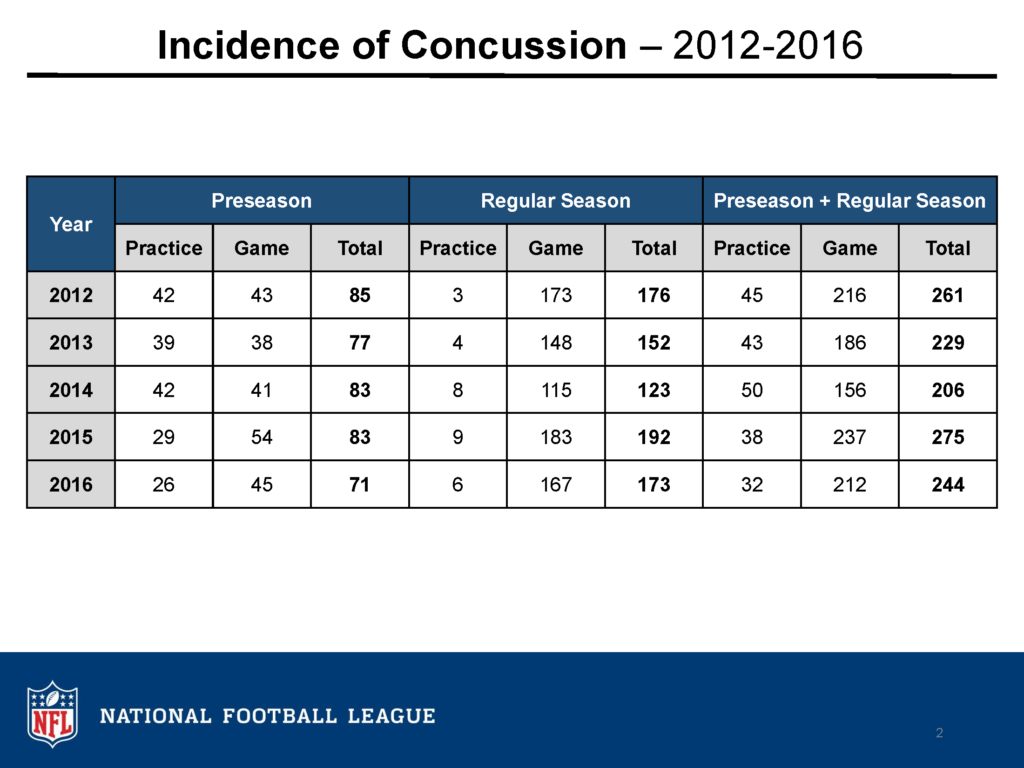 Incidence of Concussion – 2012-2016
Year Preseason Regular Season Preseason + Regular Season
Practice Game Total Practice Game Total Practice Game Total
2012 42 43 85 3 173 176 45 216 261
2013 39 38 77 4 148 152 43 186 229
2014 42 41 83 8 115 123 50 156 206
2015 29 54 83 9 183 192 38 237 275
2016 26 45 71 6 167 173 32 212 244
NFL NATIONAL FOOTBALL LEAGUE
2